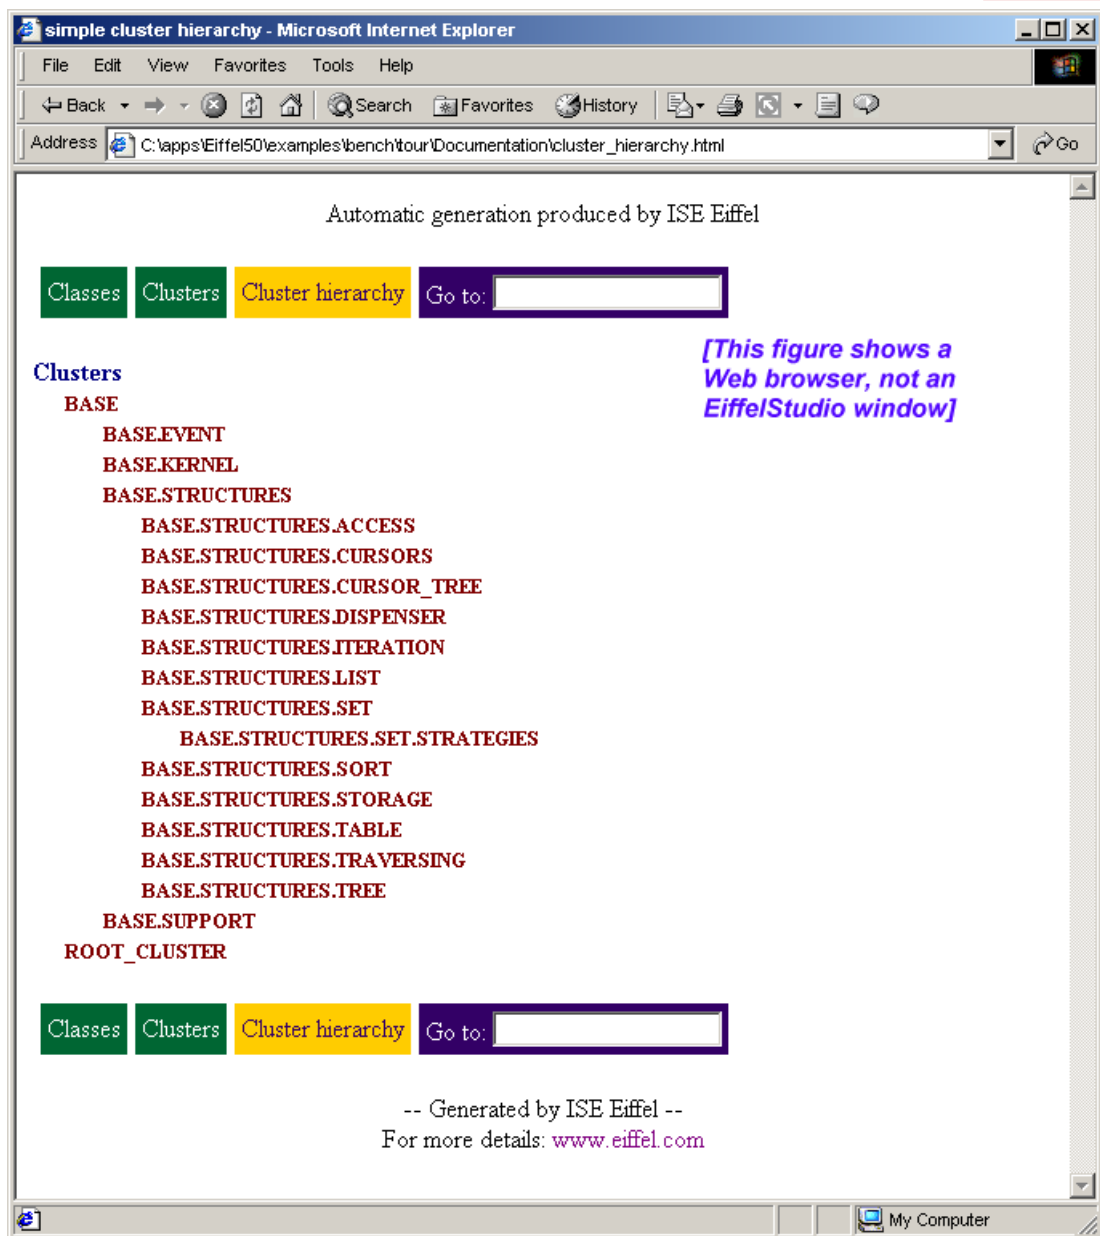 simple cluster hierarchy - Microsoft Internet Explorer
File Edit View Favorites Tools Help
Back Search Favorites History
Address C:\apps\Eiffel50\examples\bench\tour\Documentation\cluster_hierarchy.html Go
Automatic generation produced by ISE Eiffel
Classes Clusters Cluster hierarchy Go to:
[This figure shows a
Web browser, not an
EiffelStudio window]
Clusters
BASE
BASE.EVENT
BASE.KERNEL
BASE.STRUCTURES
BASE.STRUCTURES.ACCESS
BASE.STRUCTURES.CURSORS
BASE.STRUCTURES.CURSOR_TREE
BASE.STRUCTURES.DISPENSER
BASE.STRUCTURES.ITERATION
BASE.STRUCTURES.LIST
BASE.STRUCTURES.SET
BASE.STRUCTURES.SET.STRATEGIES
BASE.STRUCTURES.SORT
BASE.STRUCTURES.STORAGE
BASE.STRUCTURES.TABLE
BASE.STRUCTURES.TRAVERSING
BASE.STRUCTURES.TREE
BASE.SUPPORT
ROOT_CLUSTER
Classes Clusters Cluster hierarchy Go to:
-- Generated by ISE Eiffel --
For more details: www.eiffel.com
My Computer